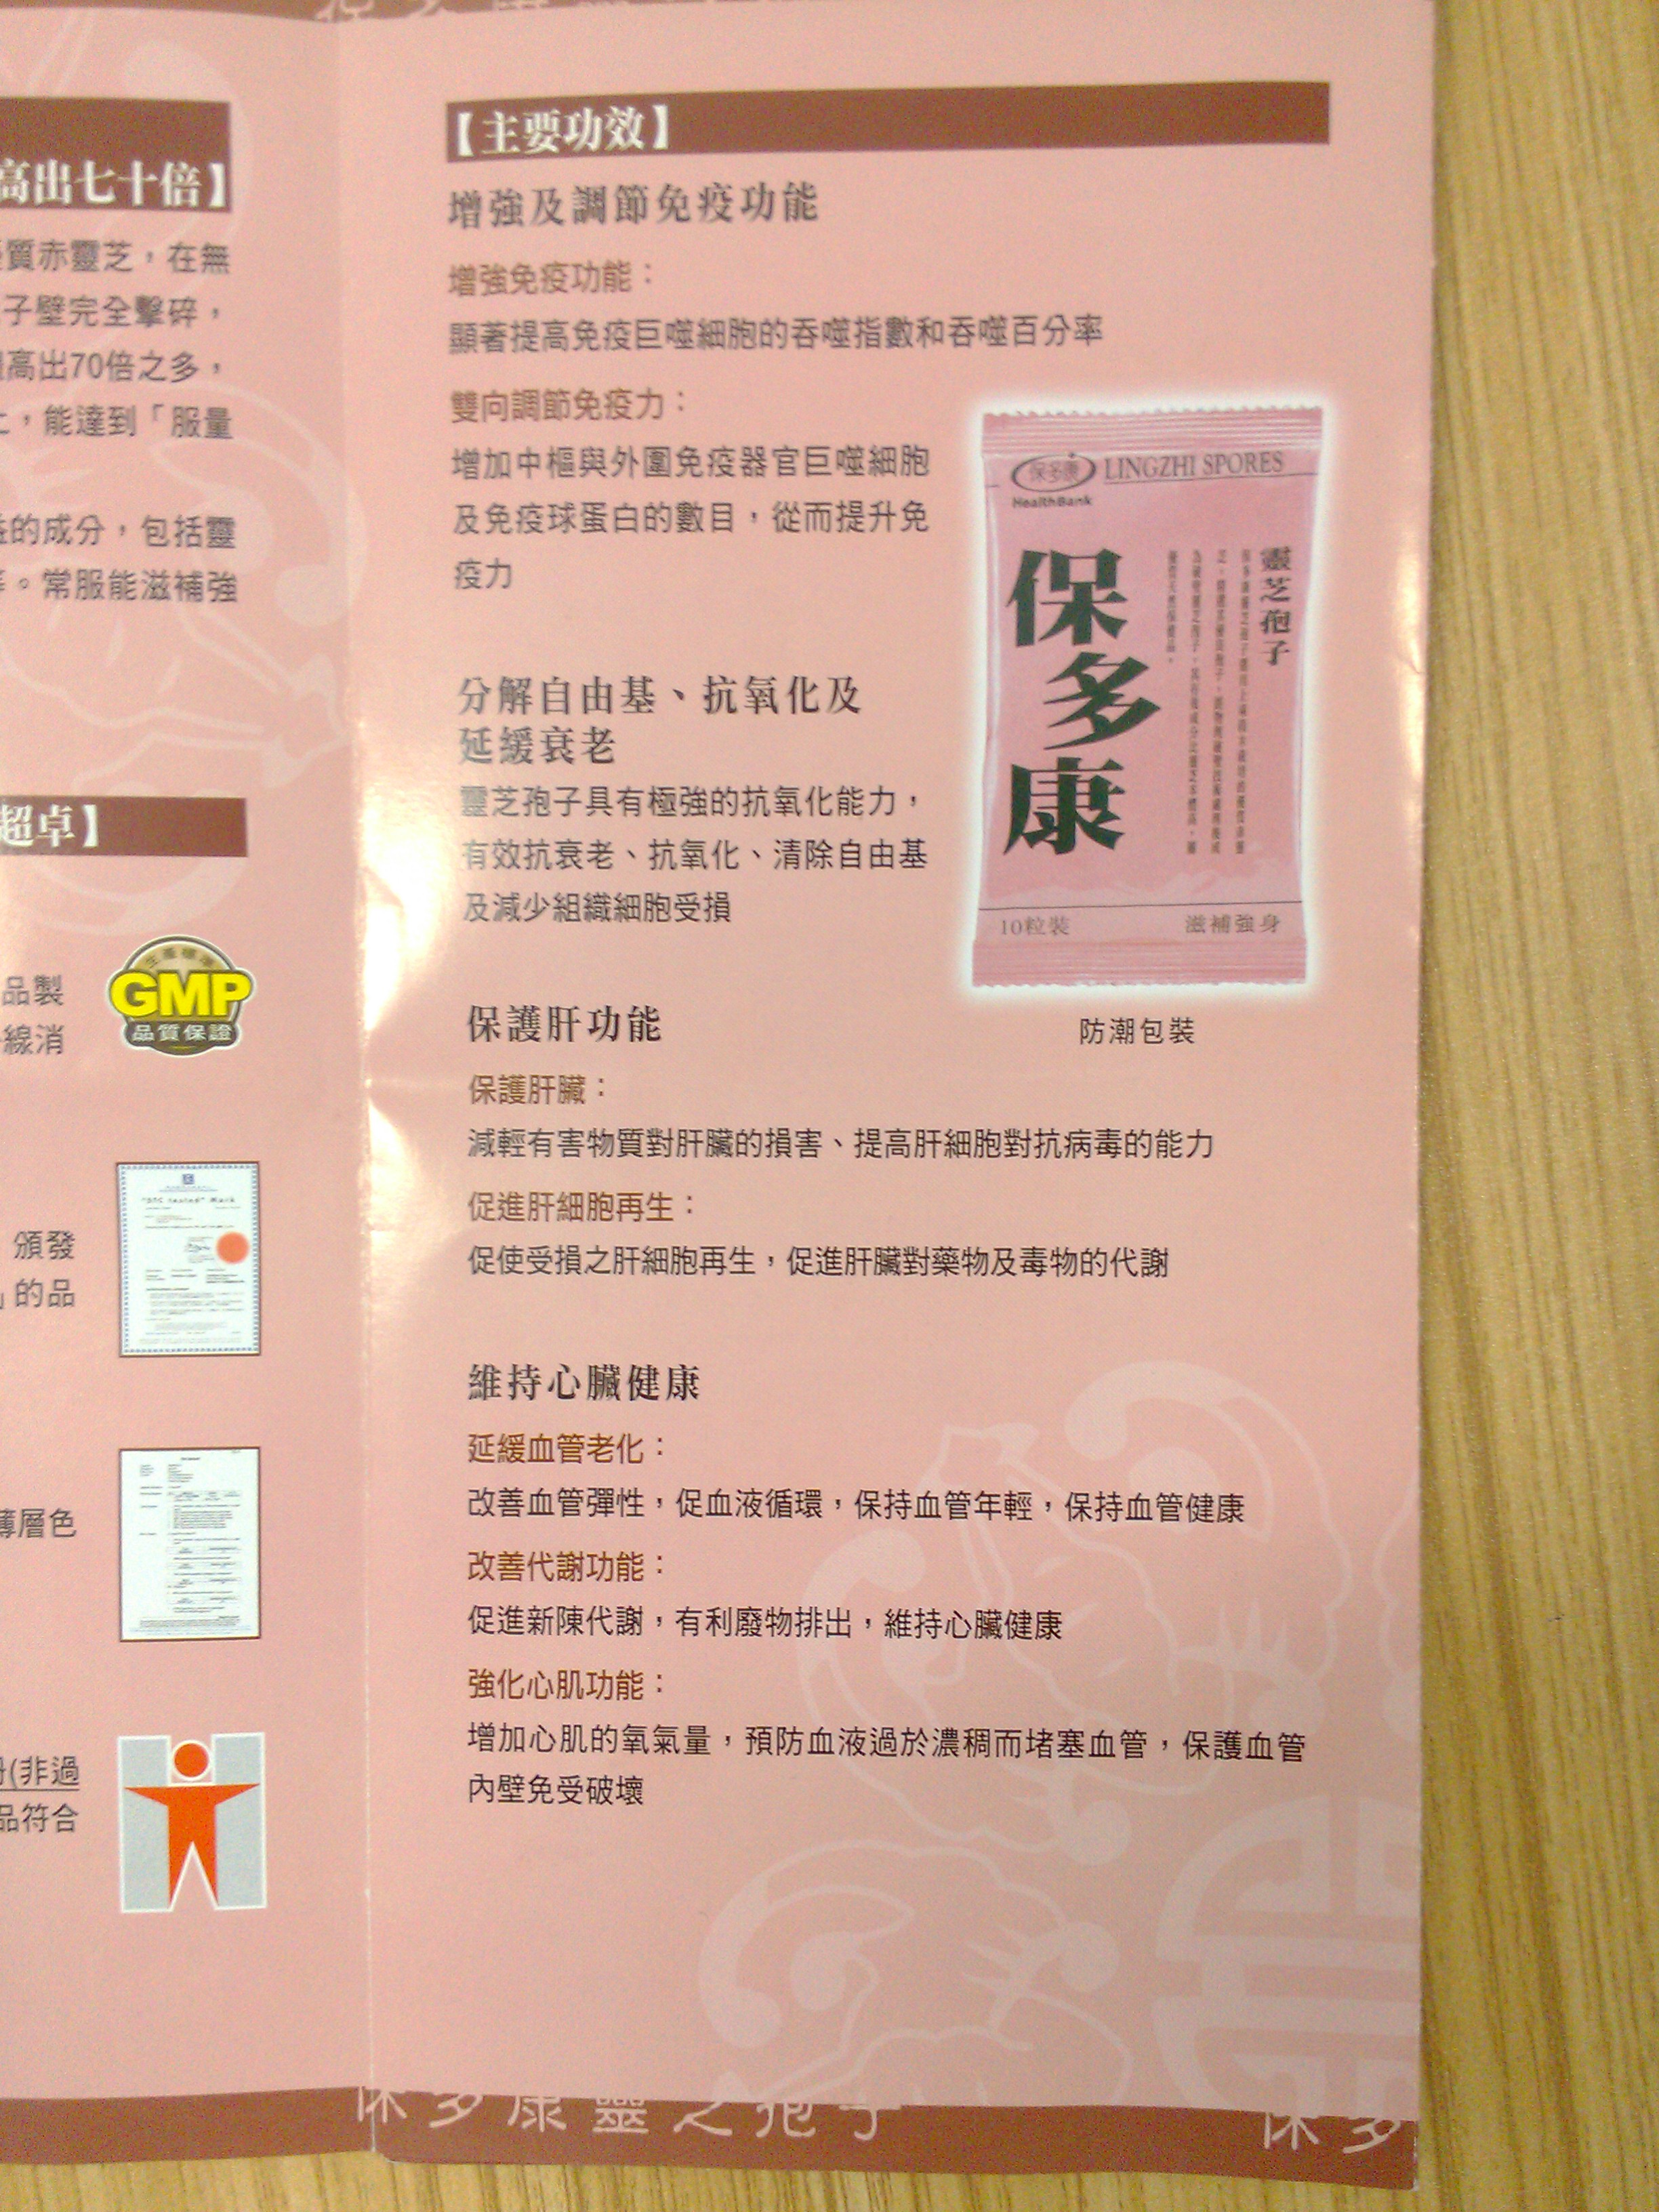 高出七十倍】
質赤靈芝，在無
子壁完全擊碎，
高出70倍之多，
，能達到「服量
的成分，包括靈
。常服能滋補強
超卓】
品製
線消
GMP
品質保證
頒發
的品
薄層色
(非過
品符合
【主要功效】
增強及調節免疫功能
增強免疫功能：
顯著提高免疫巨噬細胞的吞噬指數和吞噬百分率
雙向調節免疫力：
增加中樞與外圍免疫器官巨噬細胞
及免疫球蛋白的數目，從而提升免
疫力
分解自由基、抗氧化及
延緩衰老
靈芝孢子具有極強的抗氧化能力，
有效抗衰老、抗氧化、清除自由基
及減少組織細胞受損
保護肝功能
保護肝臟：
減輕有害物質對肝臟的損害、提高肝細胞對抗病毒的能力
促進肝細胞再生：
促使受損之肝細胞再生，促進肝臟對藥物及毒物的代謝
維持心臟健康
延緩血管老化：
改善血管彈性，促血液循環，保持血管年輕，保持血管健康
改善代謝功能：
促進新陳代謝，有利廢物排出，維持心臟健康
強化心肌功能：
增加心肌的氧氣量，預防血液過於濃稠而堵塞血管，保護血管
內壁免受破壞
保多康 LINGZHI SPORES
HealthBank
靈芝孢子
保多康
10粒裝 滋補強身
防潮包裝
保多康靈芝孢子
保多